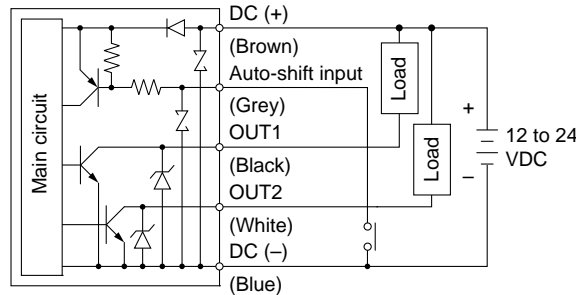 DC (+)
(Brown)
Auto-shift input
(Grey)
OUT1
(Black)
OUT2
(White)
DC (–)
(Blue)
Main circuit
Load
Load
+
–
12 to 24
VDC